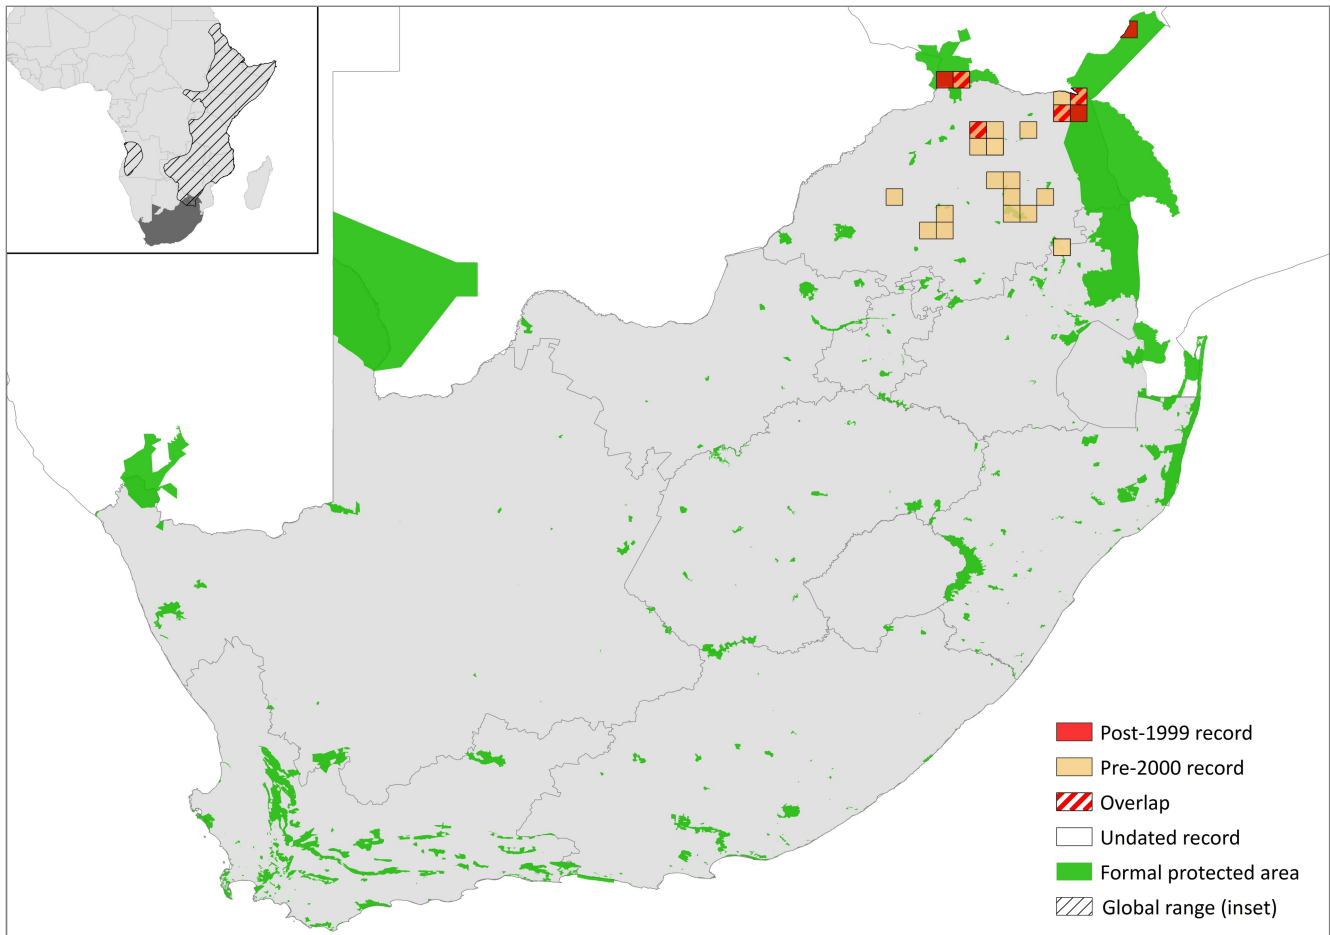 Post-1999 record
Pre-2000 record
Overlap
Undated record
Formal protected area
Global range (inset)